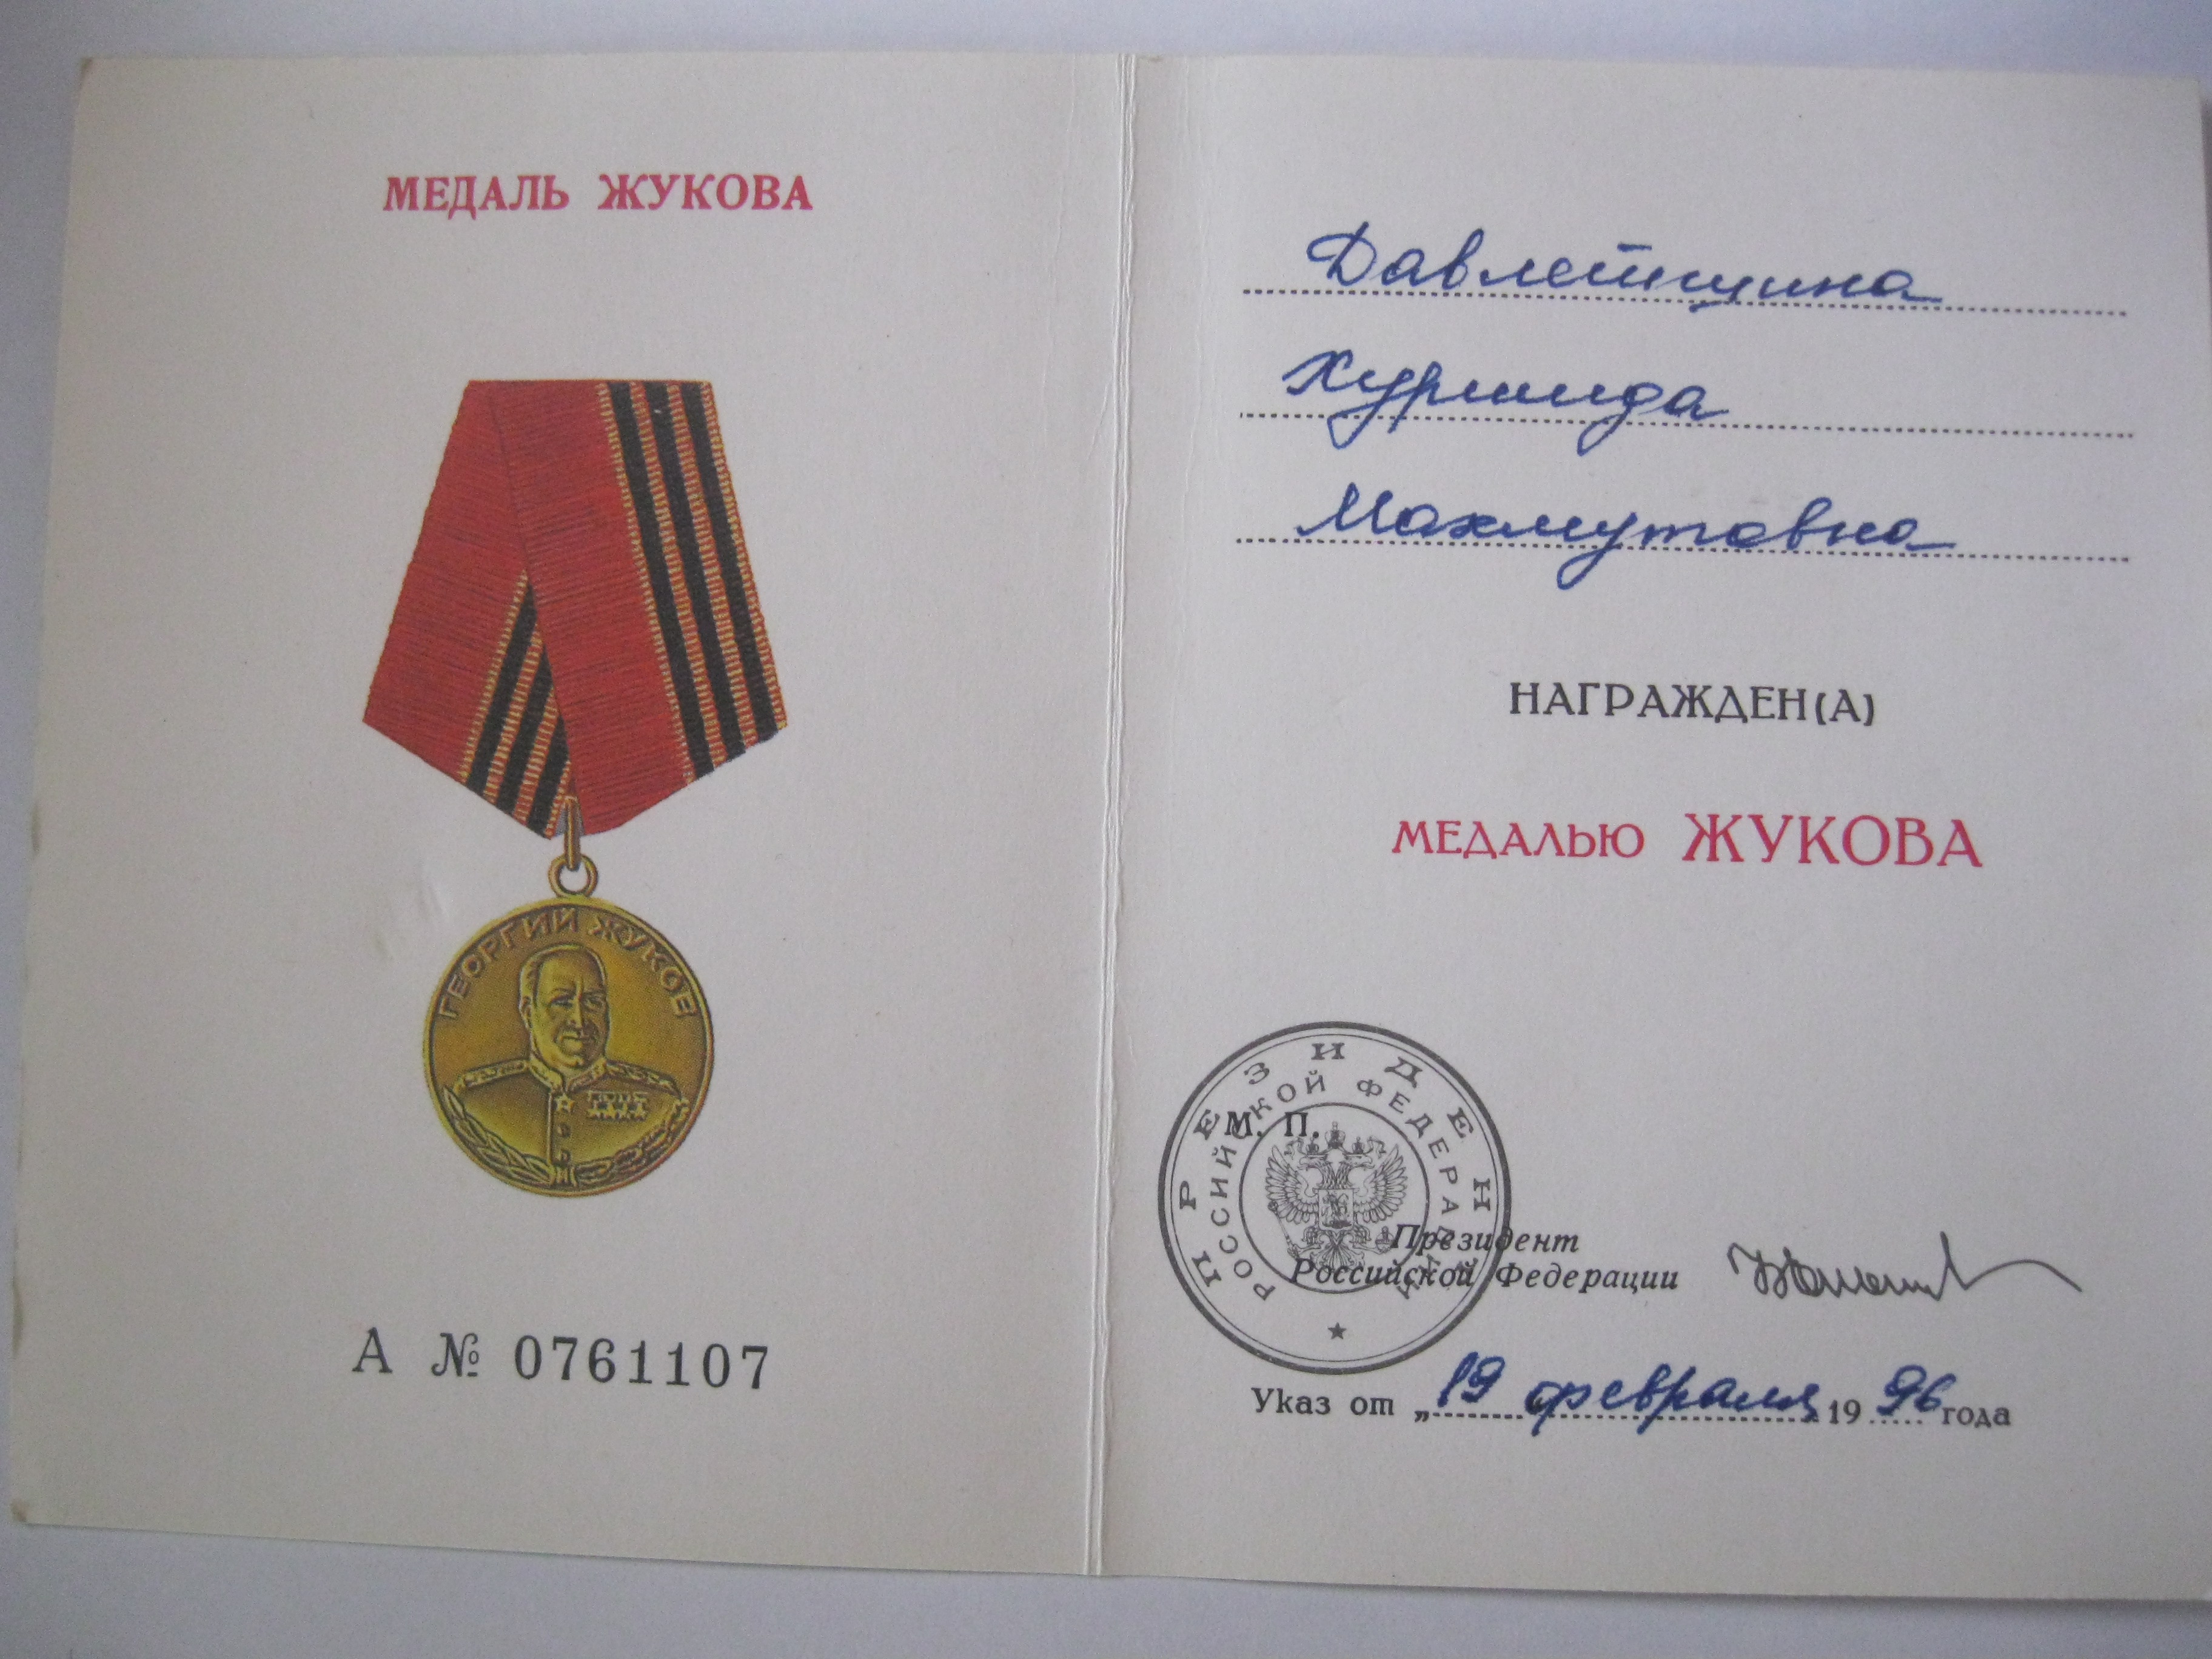 МЕДАЛЬ ЖУКОВА
ГЕОРГИЙ ЖУКОВ
А № 0761107
Давлетшина
Хуршида
Махмутовна
НАГРАЖДЕН(А)
МЕДАЛЬЮ ЖУКОВА
ПРЕЗИДЕНТ
РОССИЙСКОЙ ФЕДЕРАЦИИ
М. П.
Президент
Российской Федерации
Указ от „19 февраля 1996 года